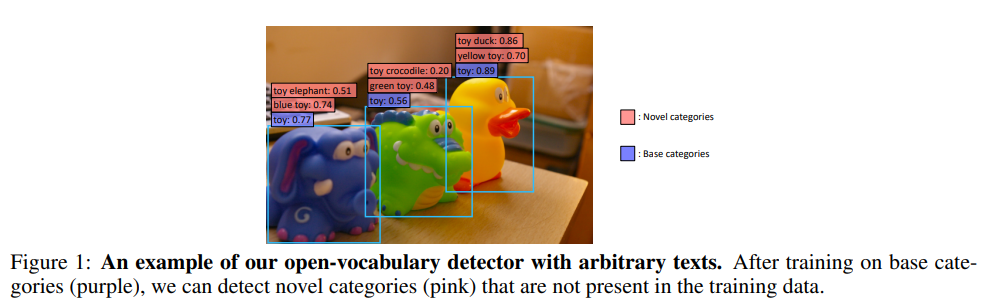 toy duck: 0.86
yellow toy: 0.70
toy: 0.89
toy crocodile: 0.20
green toy: 0.48
toy: 0.56
toy elephant: 0.51
blue toy: 0.74
toy: 0.77
: Novel categories
: Base categories
Figure 1: An example of our open-vocabulary detector with arbitrary texts. After training on base cate-
gories (purple), we can detect novel categories (pink) that are not present in the training data.